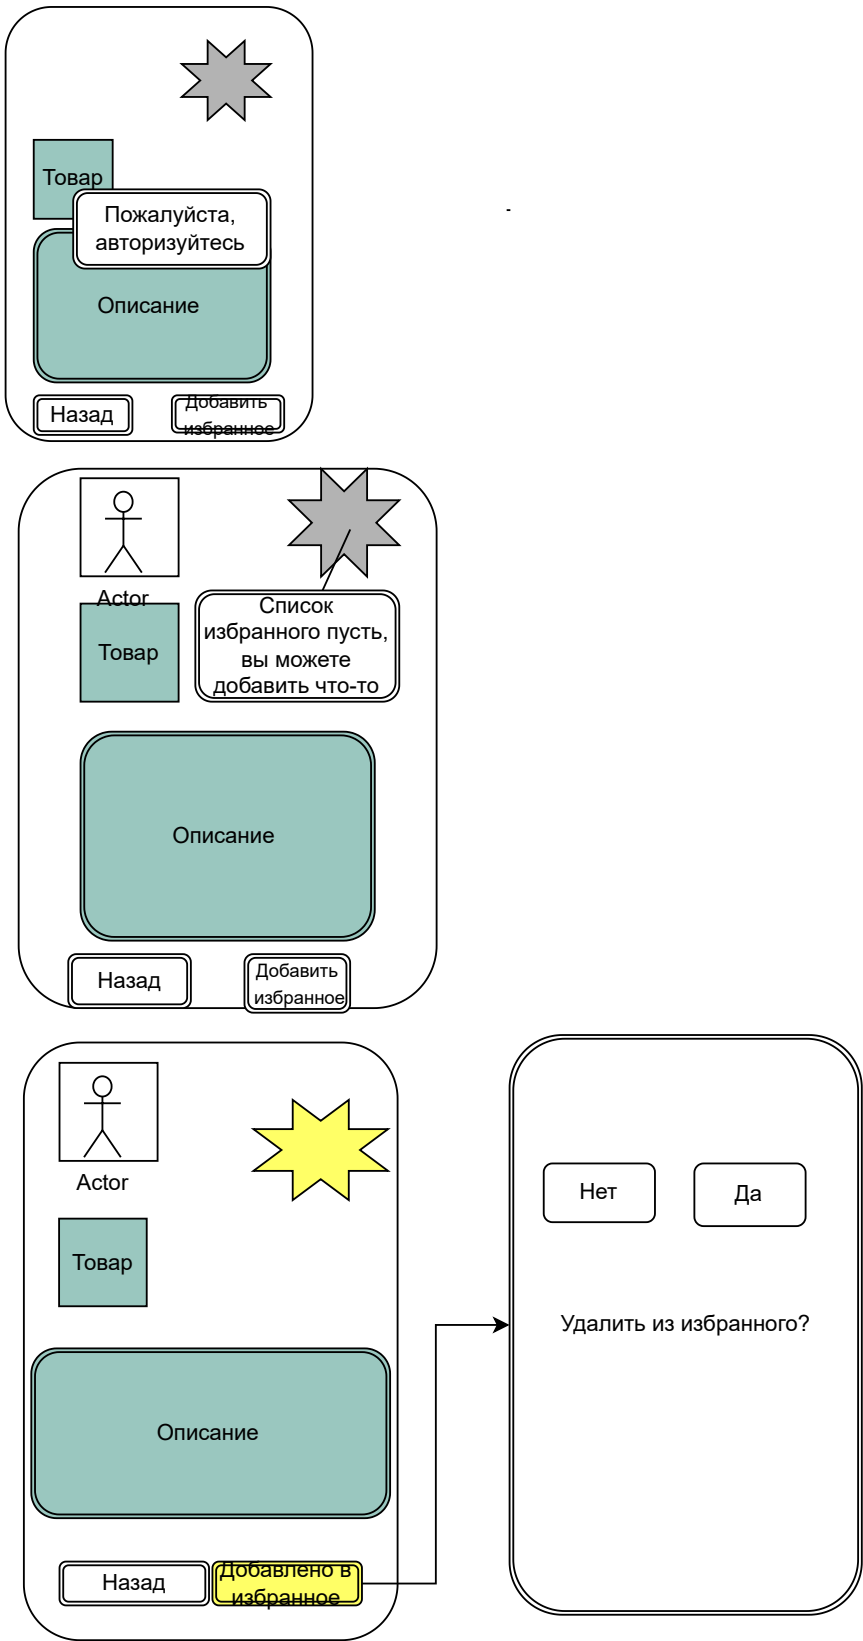 Товар
Пожалуйста,
авторизуйтесь
-
Описание
Назад
Добавить
избранное
Actor
Товар
Список
избранного пусть,
вы можете
добавить что-то
Описание
Назад
Добавить
избранное
Actor
Товар
Описание
Назад
Добавлено в
избранное
Нет
Да
Удалить из избранного?